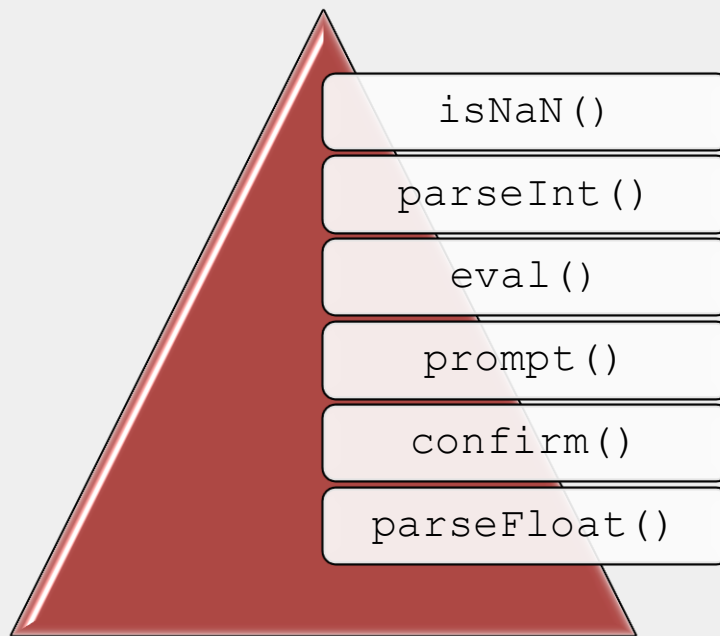 isNaN()
parseInt()
eval()
prompt()
confirm()
parseFloat()